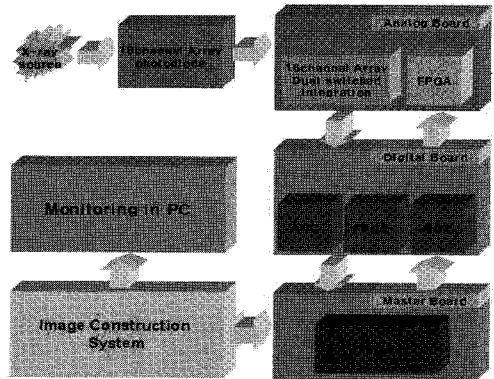 X-ray
source
16channel Array
photodiode
Analog Board
16channel Array
Dual switched
integration
FPGA
Digital Board
Monitoring in PC
Master Board
Image Construction
System